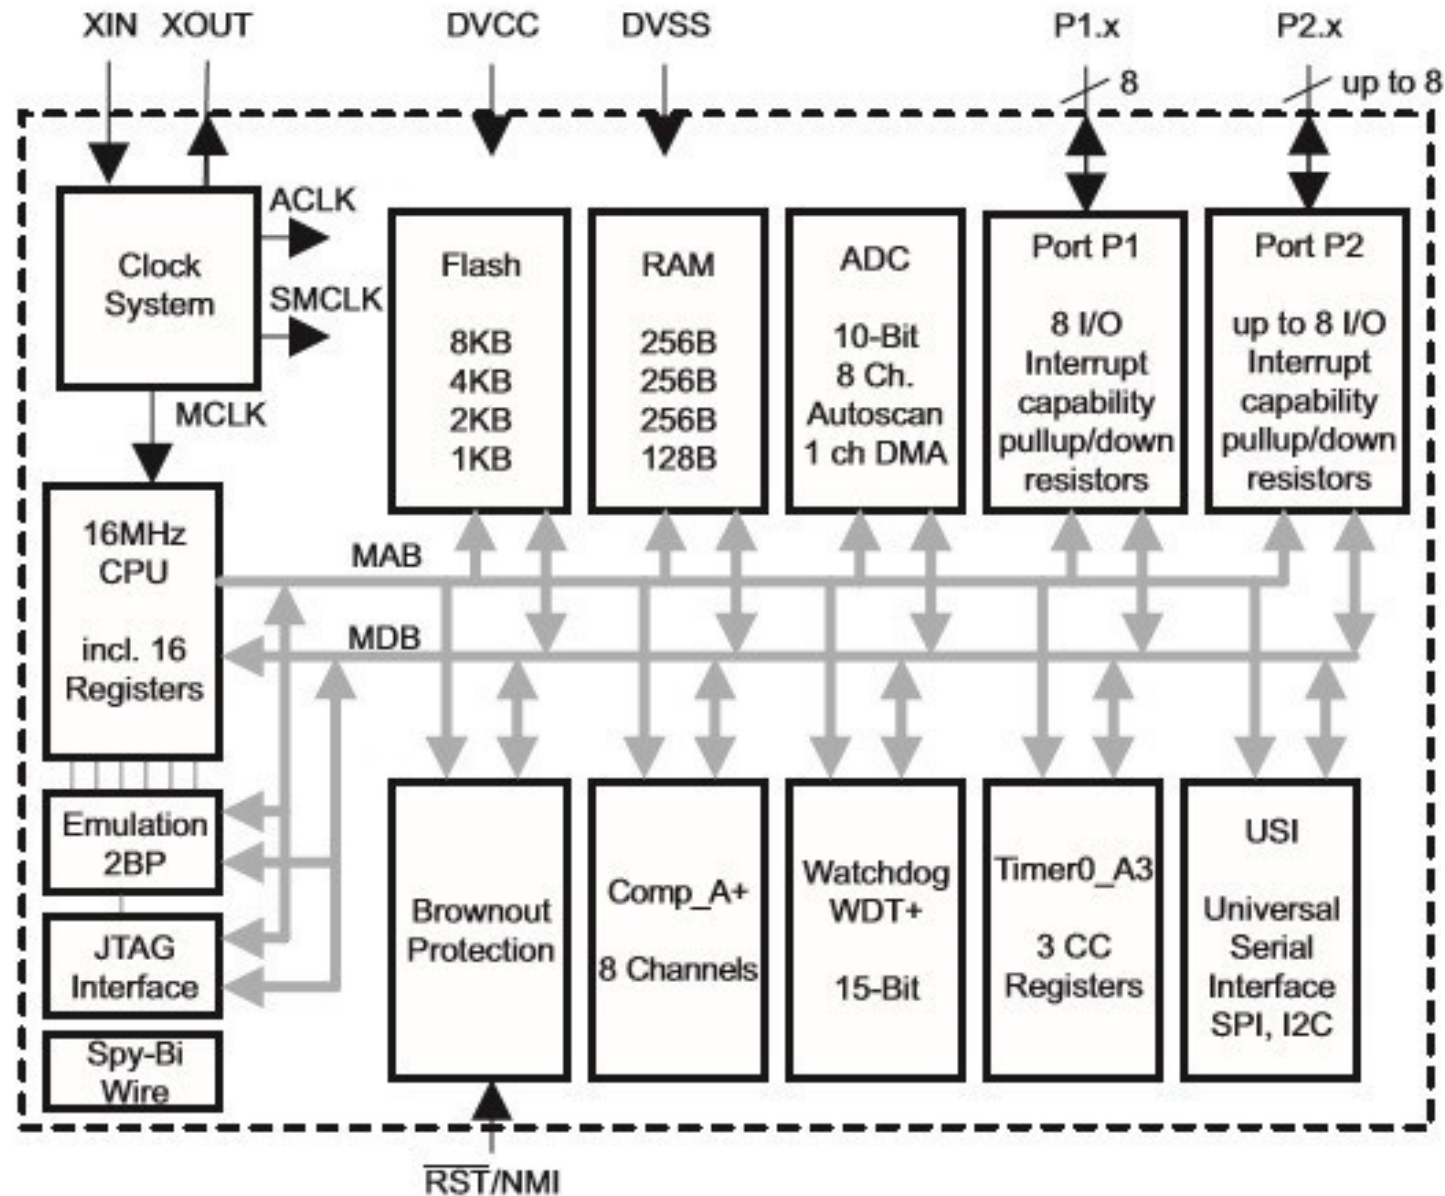 XIN XOUT DVCC DVSS P1.x P2.x
8 up to 8
ACLK
SMCLK
MCLK
Clock
System
Flash
8KB
4KB
2KB
1KB
RAM
256B
256B
256B
128B
ADC
10-Bit
8 Ch.
Autoscan
1 ch DMA
Port P1
8 I/O
Interrupt
capability
pullup/down
resistors
Port P2
up to 8 I/O
Interrupt
capability
pullup/down
resistors
16MHz
CPU
incl. 16
Registers
MAB
MDB
Emulation
2BP
JTAG
Interface
Spy-Bi
Wire
Brownout
Protection
Comp_A+
8 Channels
Watchdog
WDT+
15-Bit
Timer0_A3
3 CC
Registers
USI
Universal
Serial
Interface
SPI, I2C
RST/NMI